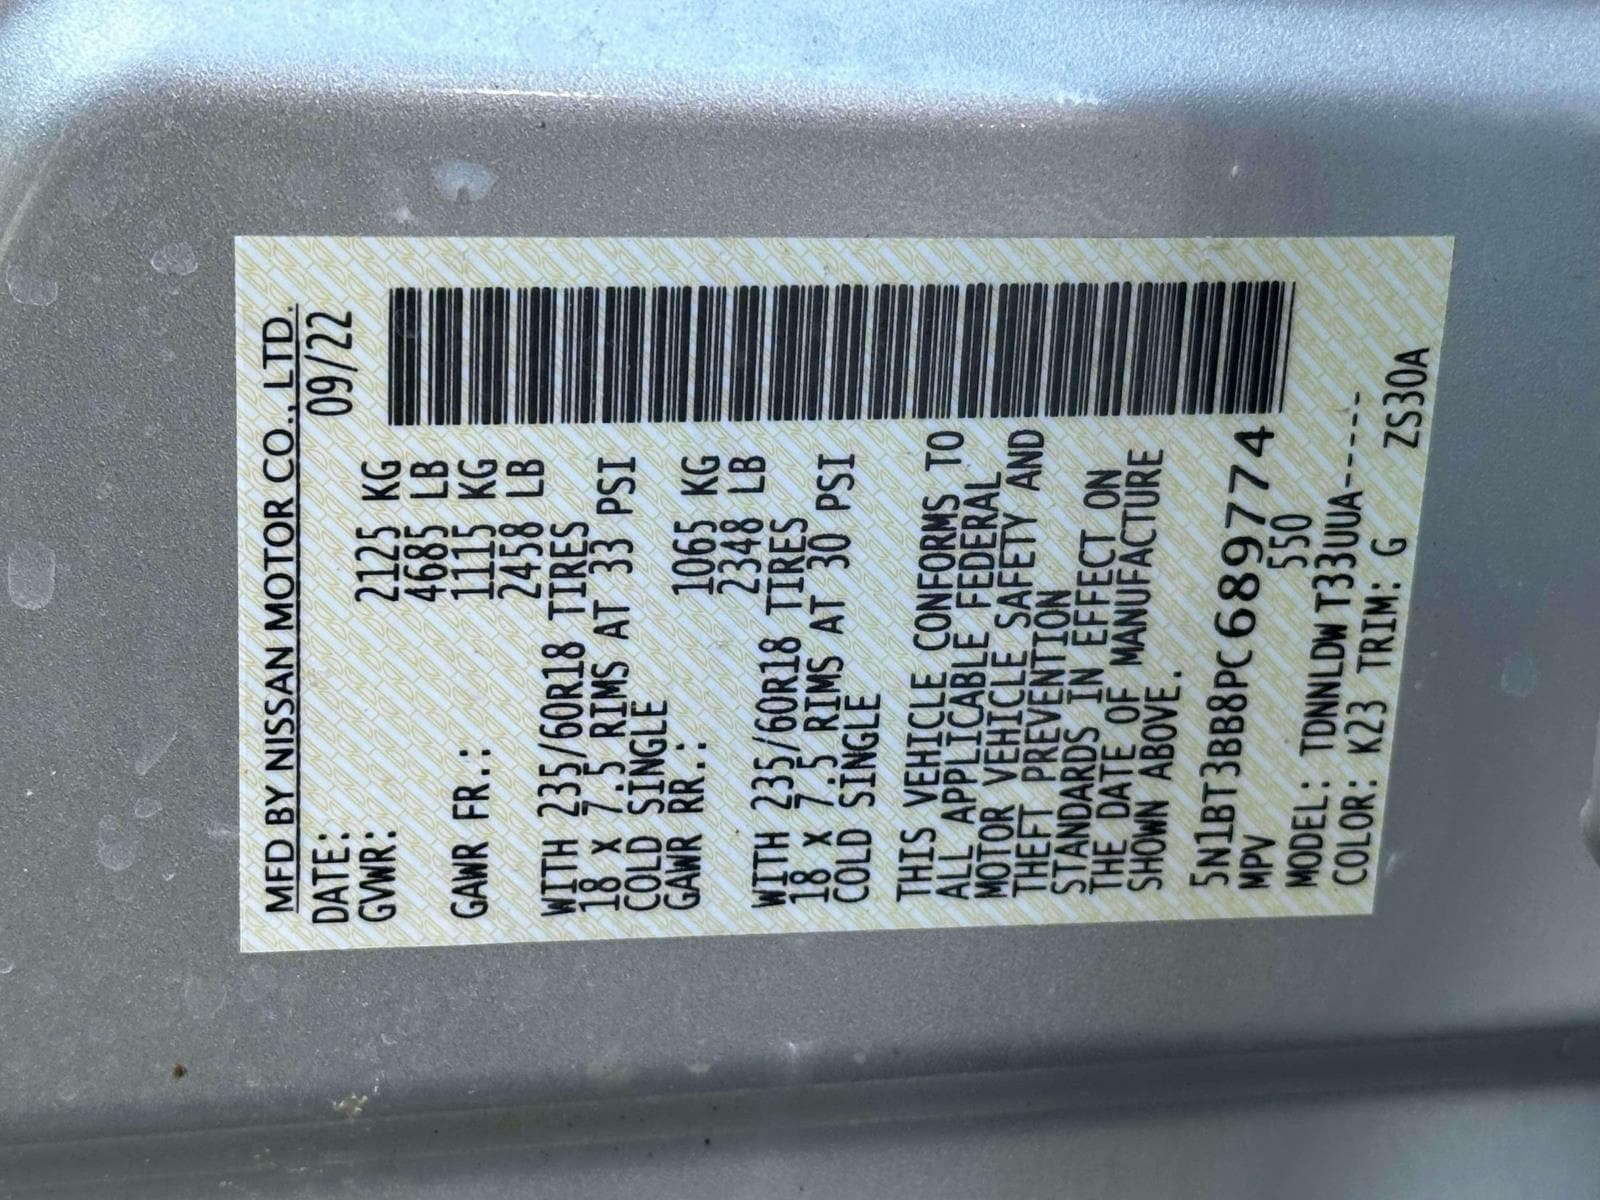 MFD BY NISSAN MOTOR CO., LTD.
DATE: 09/22
GVWR: 2125 KG
4685 LB
GAWR FR.: 1115 KG
2458 LB
WITH 235/60R18 TIRES
18 X 7.5 RIMS AT 33 PSI
COLD SINGLE
GAWR RR.: 1065 KG
2348 LB
WITH 235/60R18 TIRES
18 X 7.5 RIMS AT 30 PSI
COLD SINGLE
THIS VEHICLE CONFORMS TO
ALL APPLICABLE FEDERAL
MOTOR VEHICLE SAFETY AND
THEFT PREVENTION
STANDARDS IN EFFECT ON
THE DATE OF MANUFACTURE
SHOWN ABOVE.
5N1BT3BB8PC689774
MPV 550
MODEL: TDNNLDW T33UUA-----
COLOR: K23 TRIM: G ZS30A